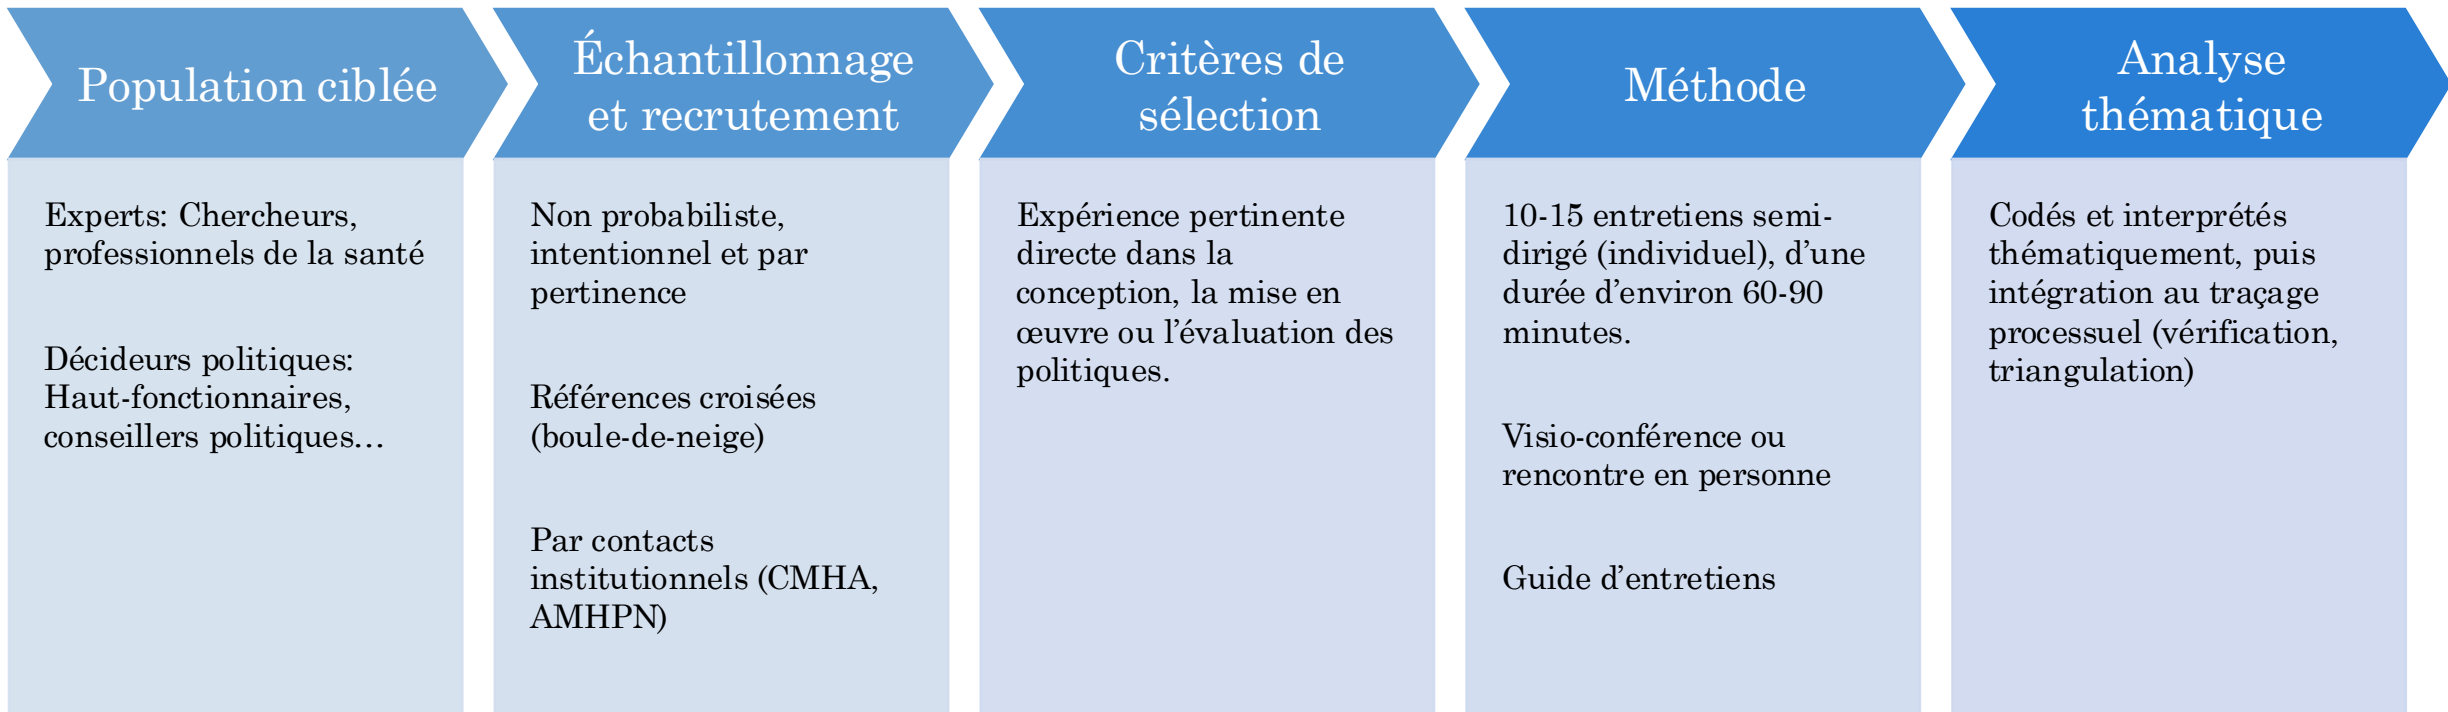 Population ciblée
Experts: Chercheurs,
professionnels de la santé
Décideurs politiques:
Haut-fonctionnaires,
conseillers politiques…
Échantillonnage
et recrutement
Non probabiliste,
intentionnel et par
pertinence
Références croisées
(boule-de-neige)
Par contacts
institutionnels (CMHA,
AMHPN)
Critères de
sélection
Expérience pertinente
directe dans la
conception, la mise en
œuvre ou l’évaluation des
politiques.
Méthode
10-15 entretiens semi-
dirigé (individuel), d’une
durée d’environ 60-90
minutes.
Visio-conférence ou
rencontre en personne
Guide d’entretiens
Analyse
thématique
Codés et interprétés
thématiquement, puis
intégration au traçage
processuel (vérification,
triangulation)